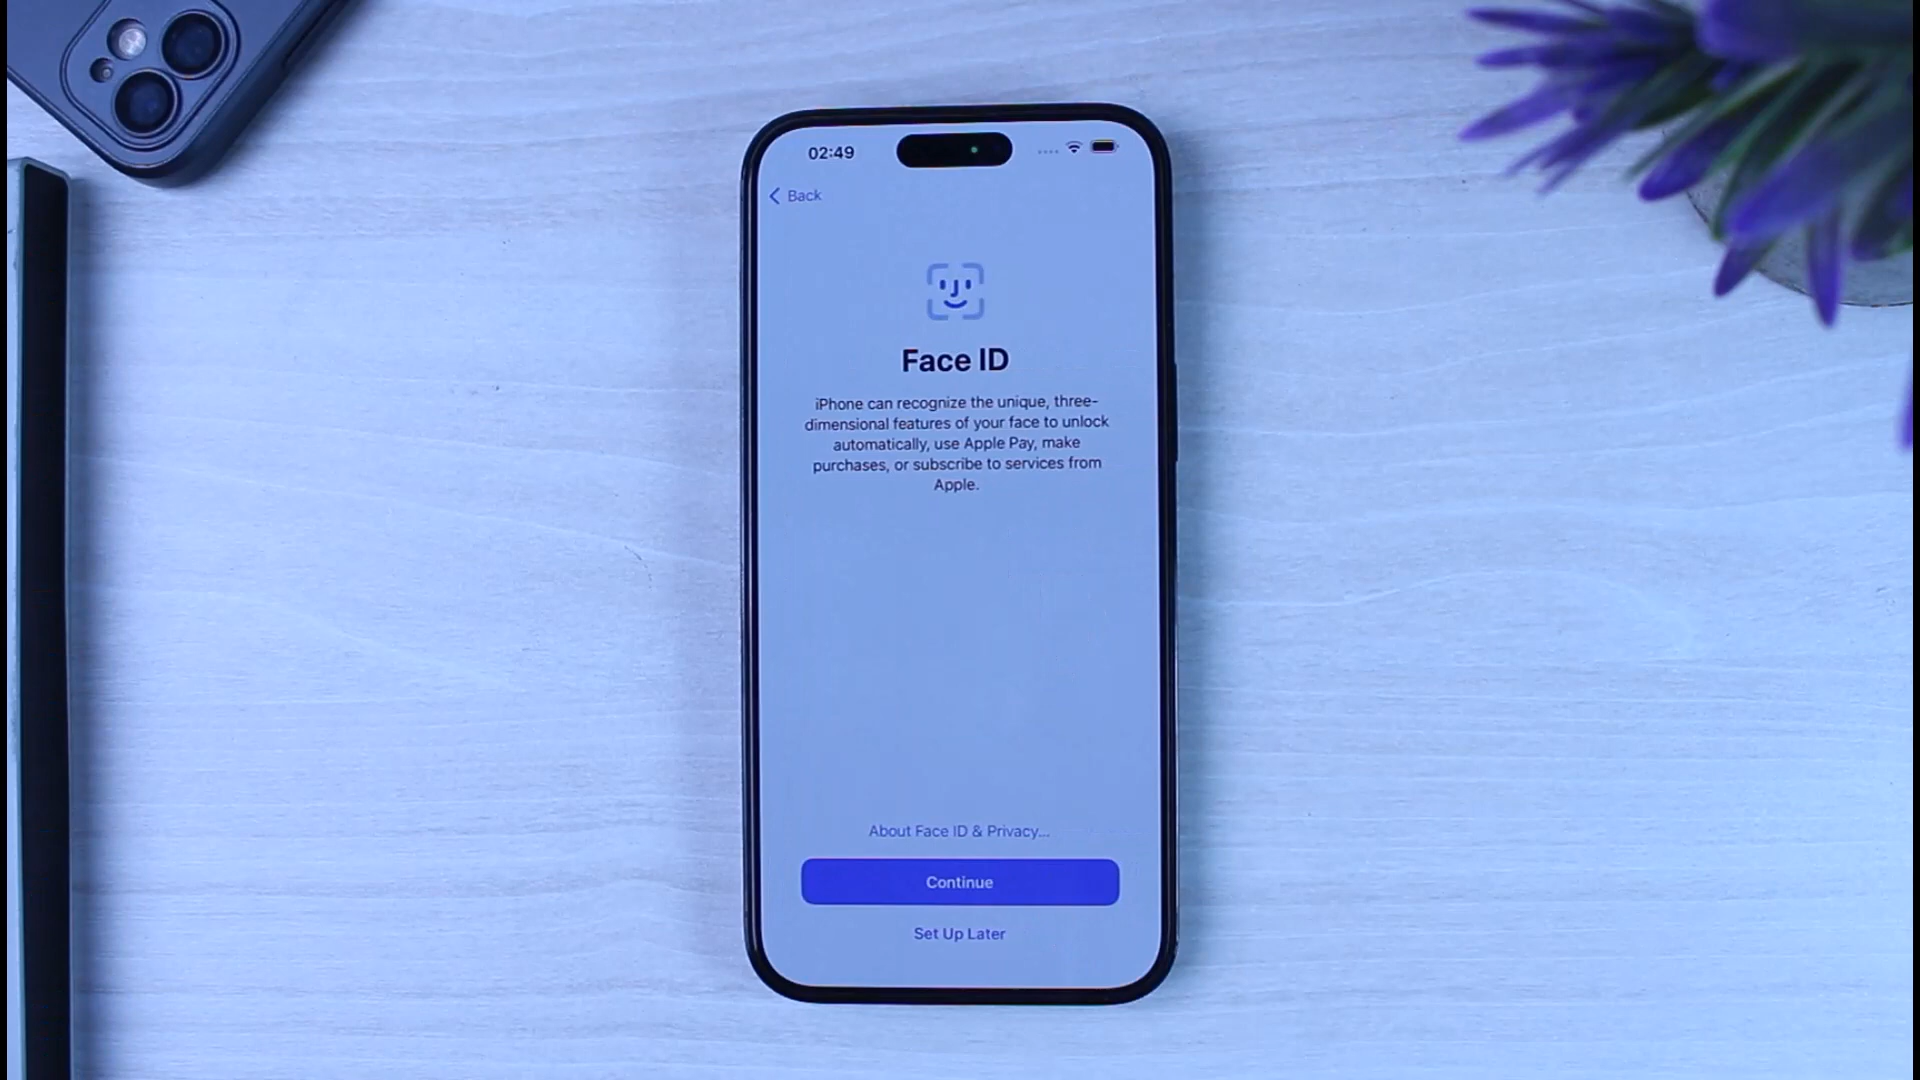 02:49
Back
Face ID
iPhone can recognize the unique, three-
dimensional features of your face to unlock
automatically, use Apple Pay, make
purchases, or subscribe to services from
Apple.
About Face ID & Privacy...
Continue
Set Up Later